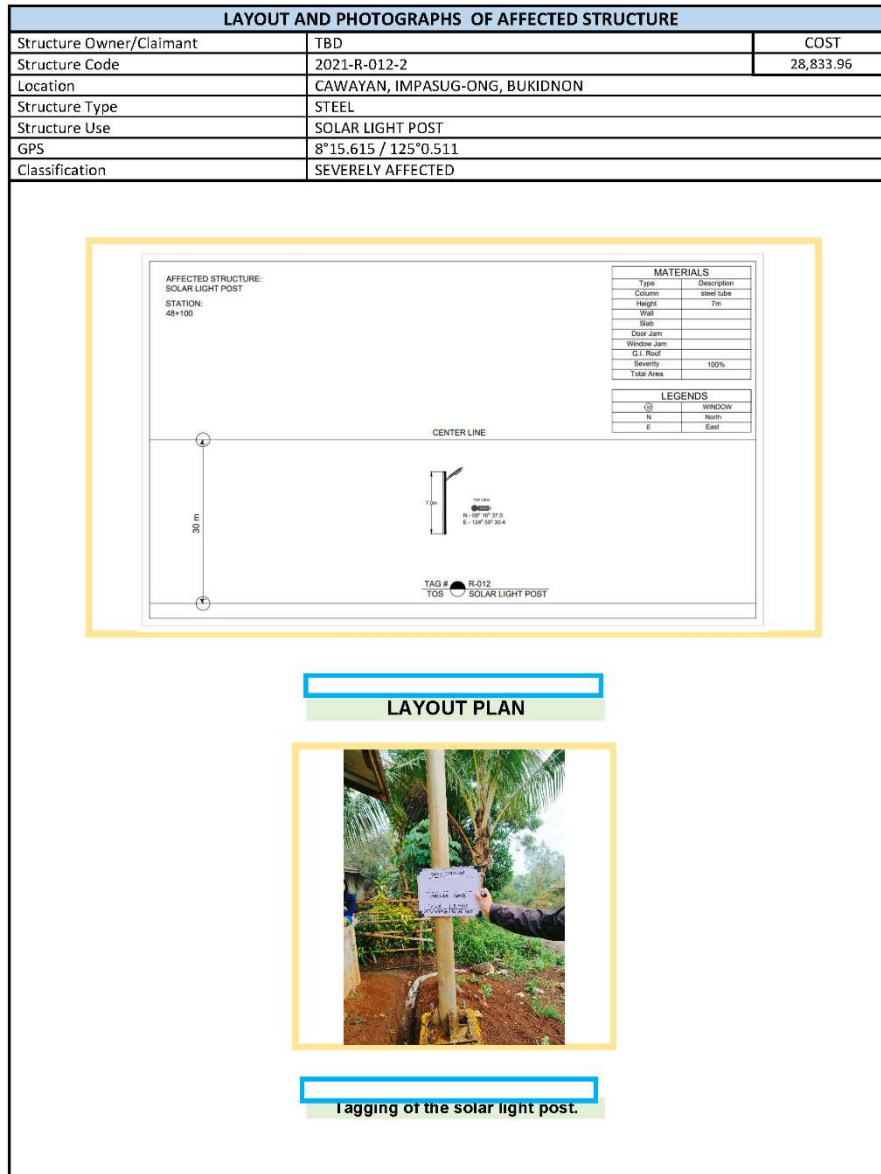 LAYOUT AND PHOTOGRAPHS OF AFFECTED STRUCTURE
Structure Owner/Claimant TBD COST
Structure Code 2021-R-012-2 28,833.96
Location CAWAYAN, IMPASUG-ONG, BUKIDNON
Structure Type STEEL
Structure Use SOLAR LIGHT POST
GPS 8°15.615 / 125°0.511
Classification SEVERELY AFFECTED
AFFECTED STRUCTURE:
SOLAR LIGHT POST
STATION:
48+100
MATERIALS
Type Description
Column steel tube
Height 7m
Wall
Slab
Door Jam
Window Jam
G.I. Roof
Severity 100%
Total Area
LEGENDS
W WINDOW
N North
E East
CENTER LINE
30 m
7.0m
TOP VIEW
N - 08° 16' 37.0
E - 124° 59' 30.4
TAG # R-012
TOS SOLAR LIGHT POST
LAYOUT PLAN
Tagging of the solar light post.